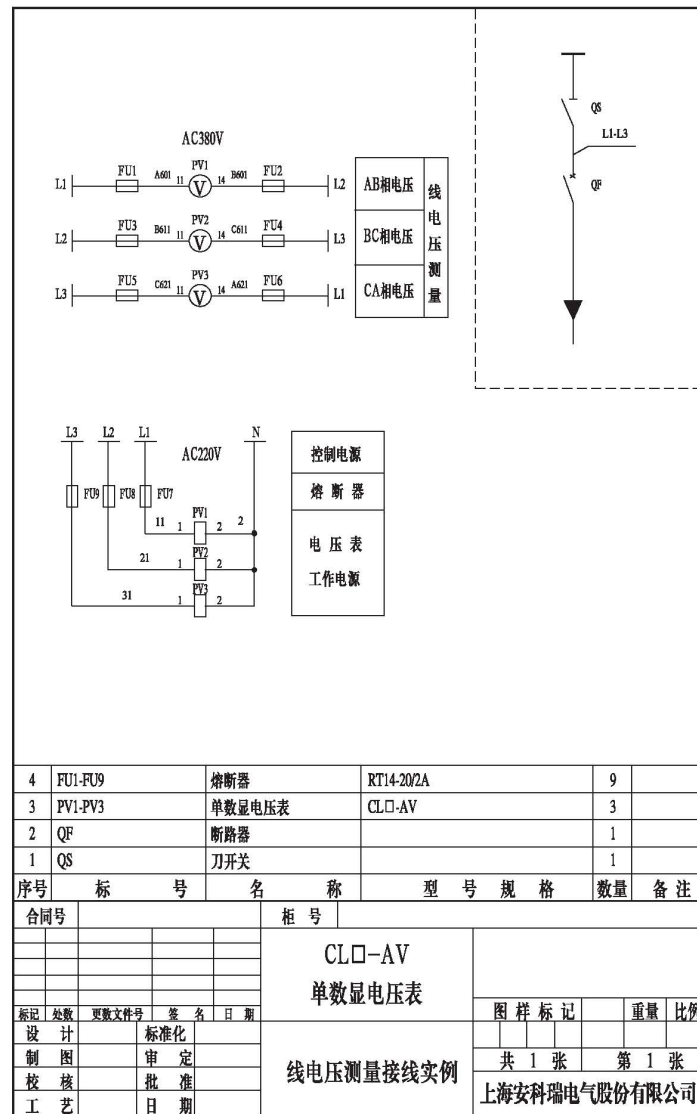 QS
L1-L3
QF
AC380V
L1 FU1 A601 11 PV1 V 14 B601 FU2 L2
L2 FU3 B611 11 PV2 V 14 C611 FU4 L3
L3 FU5 C621 11 PV3 V 14 A621 FU6 L1
AB相电压
BC相电压
CA相电压
线电压测量
L3 L2 L1 N
AC220V
FU9 FU8 FU7
11 1 PV1 2 2
21 1 PV2 2
31 1 PV3 2
控制电源
熔断器
电压表
工作电源
4 FU1-FU9 熔断器 RT14-20/2A 9
3 PV1-PV3 单数显电压表 CL□-AV 3
2 QF 断路器 1
1 QS 刀开关 1
序号 标号 名称 型号规格 数量 备注
合同号 柜号
CL□-AV
单数显电压表
标记 处数 更数文件号 签名 日期
图样标记 重量 比例
设计 标准化
制图 审定
校核 批准
工艺 日期
线电压测量接线实例
共1张 第1张
上海安科瑞电气股份有限公司